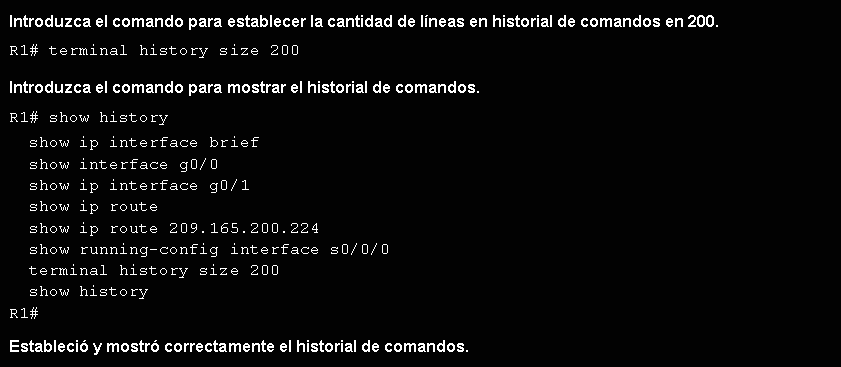 Introduzca el comando para establecer la cantidad de líneas en historial de comandos en 200.
R1# terminal history size 200
Introduzca el comando para mostrar el historial de comandos.
R1# show history
show ip interface brief
show interface g0/0
show ip interface g0/1
show ip route
show ip route 209.165.200.224
show running-config interface s0/0/0
terminal history size 200
show history
R1#
Estableció y mostró correctamente el historial de comandos.